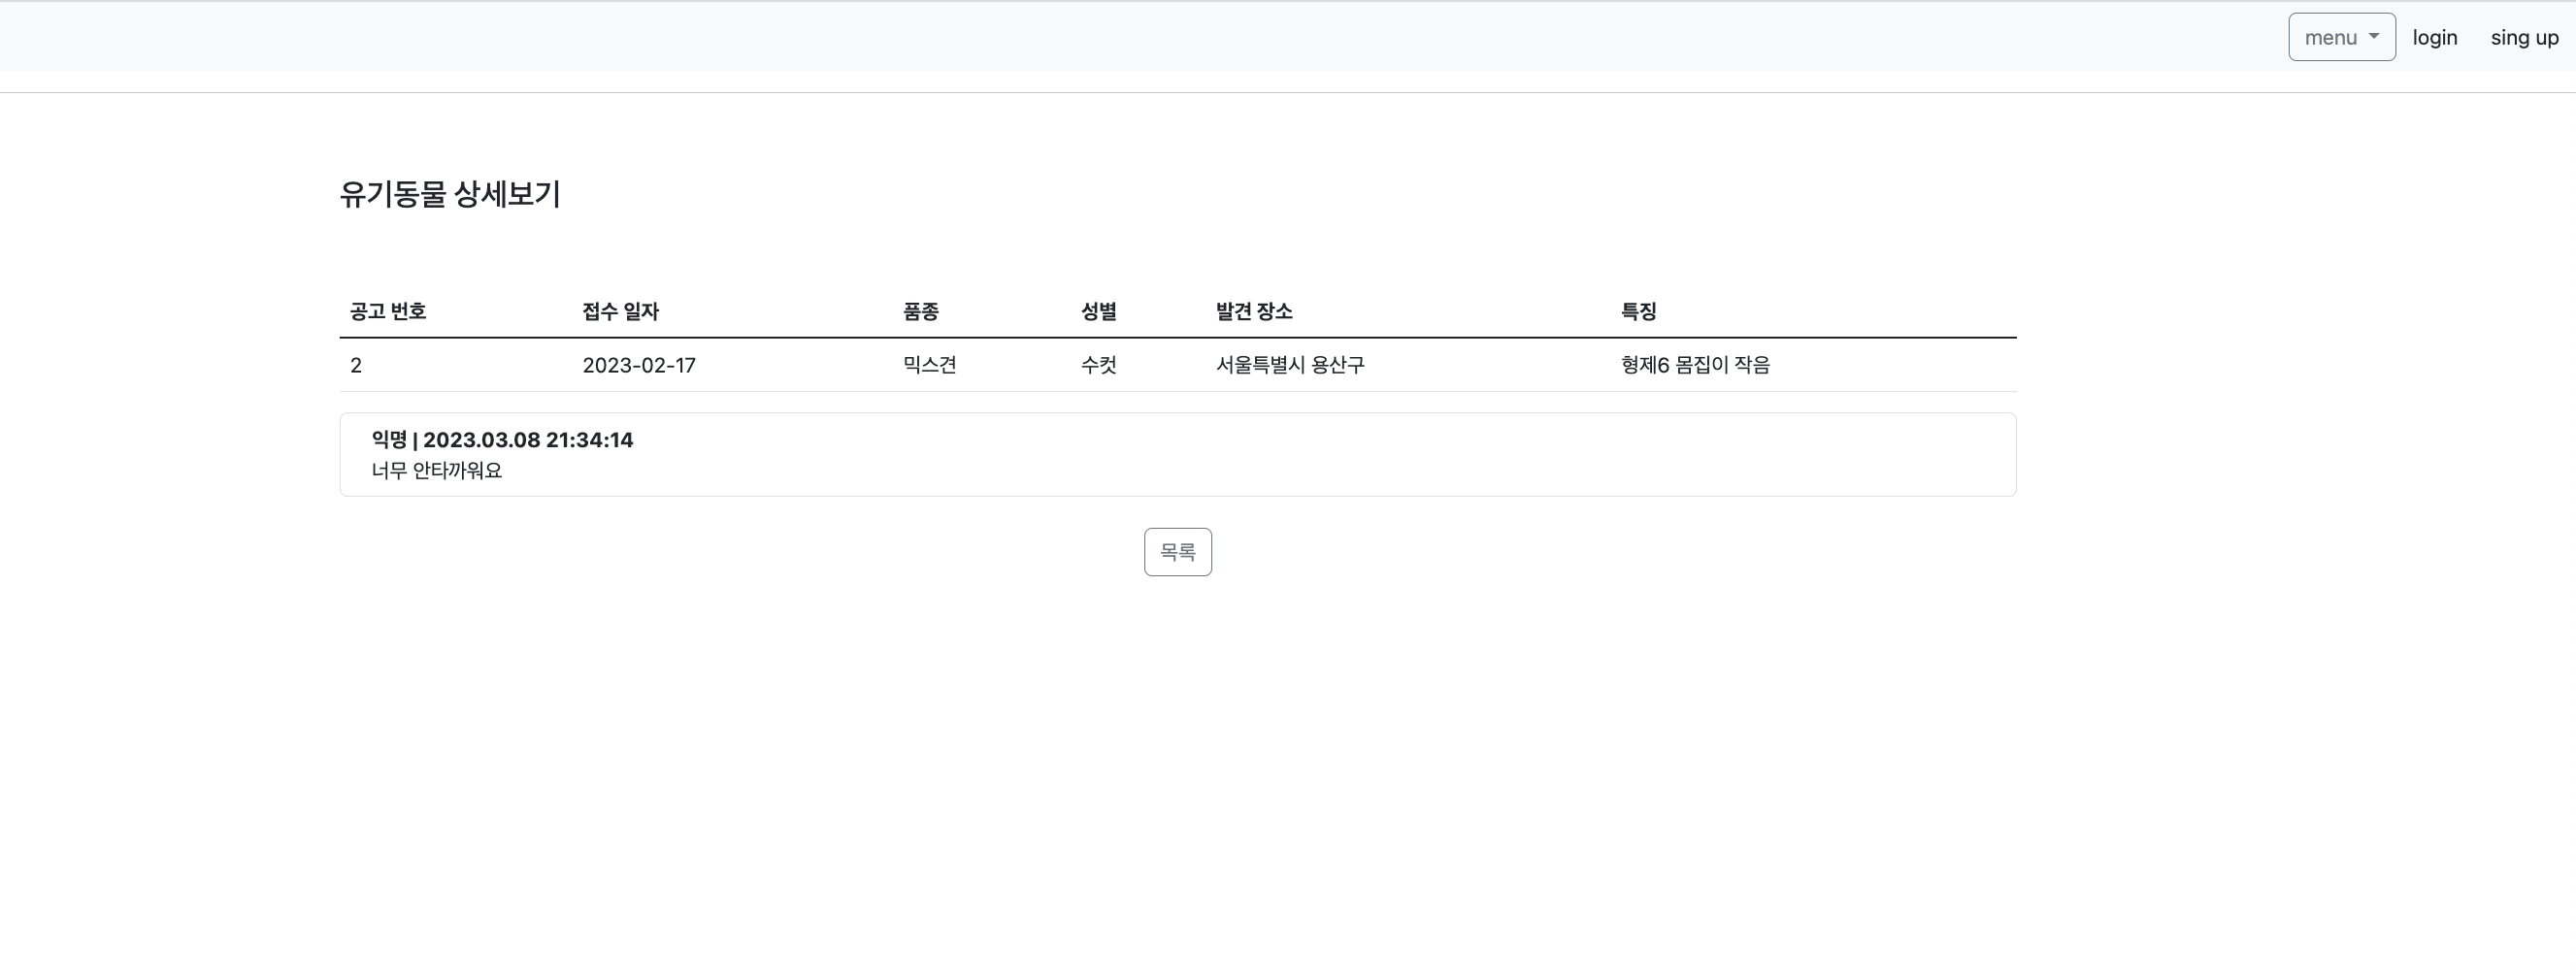 menu login sing up
유기동물 상세보기
공고 번호 접수 일자 품종 성별 발견 장소 특징
2 2023-02-17 믹스견 수컷 서울특별시 용산구 형제6 몸집이 작음
익명 | 2023.03.08 21:34:14
너무 안타까워요
목록